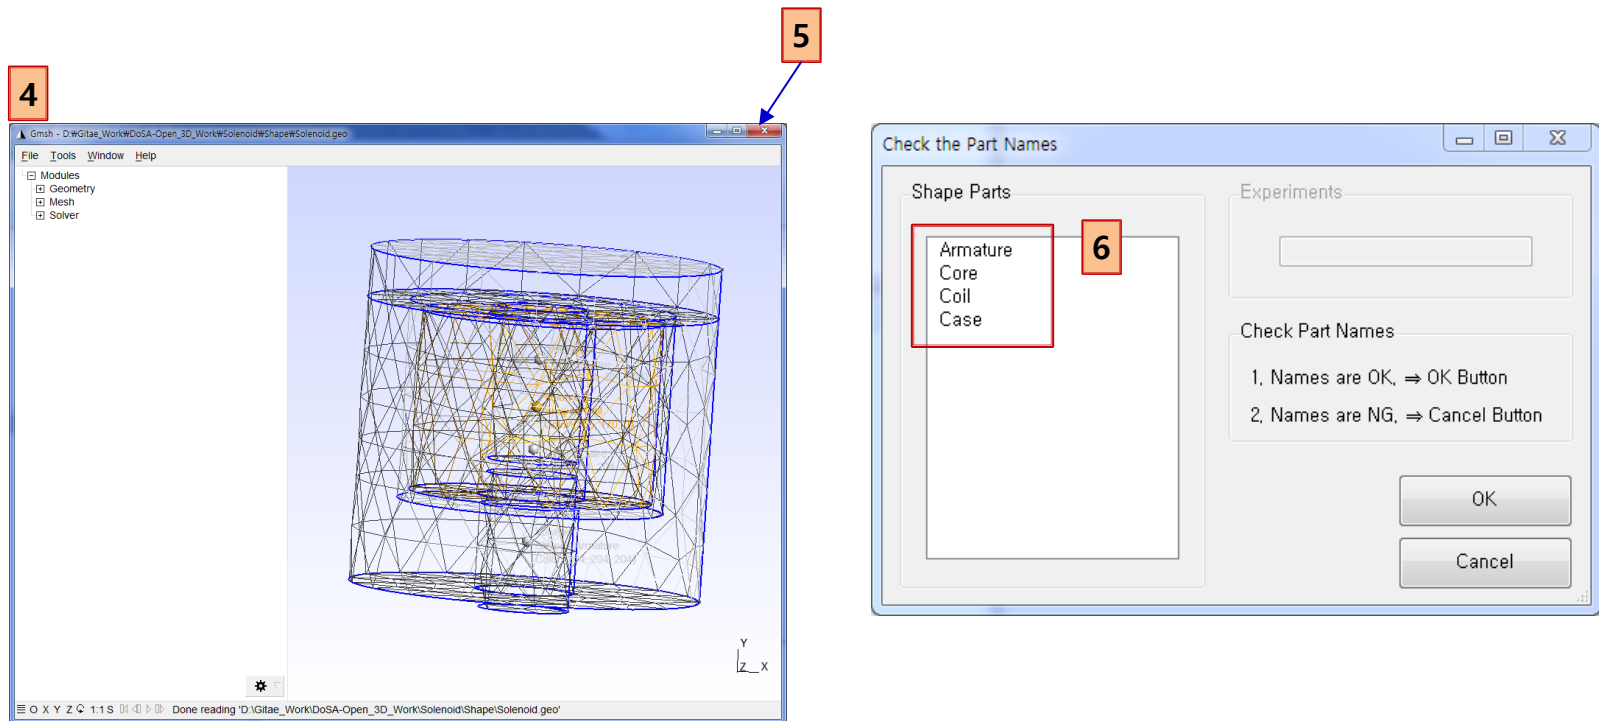 5
4
Gmsh - D:₩Gitae_Work₩DoSA-Open_3D_Work₩Solenoid₩Shape₩Solenoid.geo
File Tools Window Help
Modules
Geometry
Mesh
Solver
Armature
Y
Z X
O X Y Z 1:1 S Done reading 'D:\Gitae_Work\DoSA-Open_3D_Work\Solenoid\Shape\Solenoid.geo'
Check the Part Names
Shape Parts
6
Armature
Core
Coil
Case
Experiments
Check Part Names
1, Names are OK, ⇒ OK Button
2, Names are NG, ⇒ Cancel Button
OK
Cancel